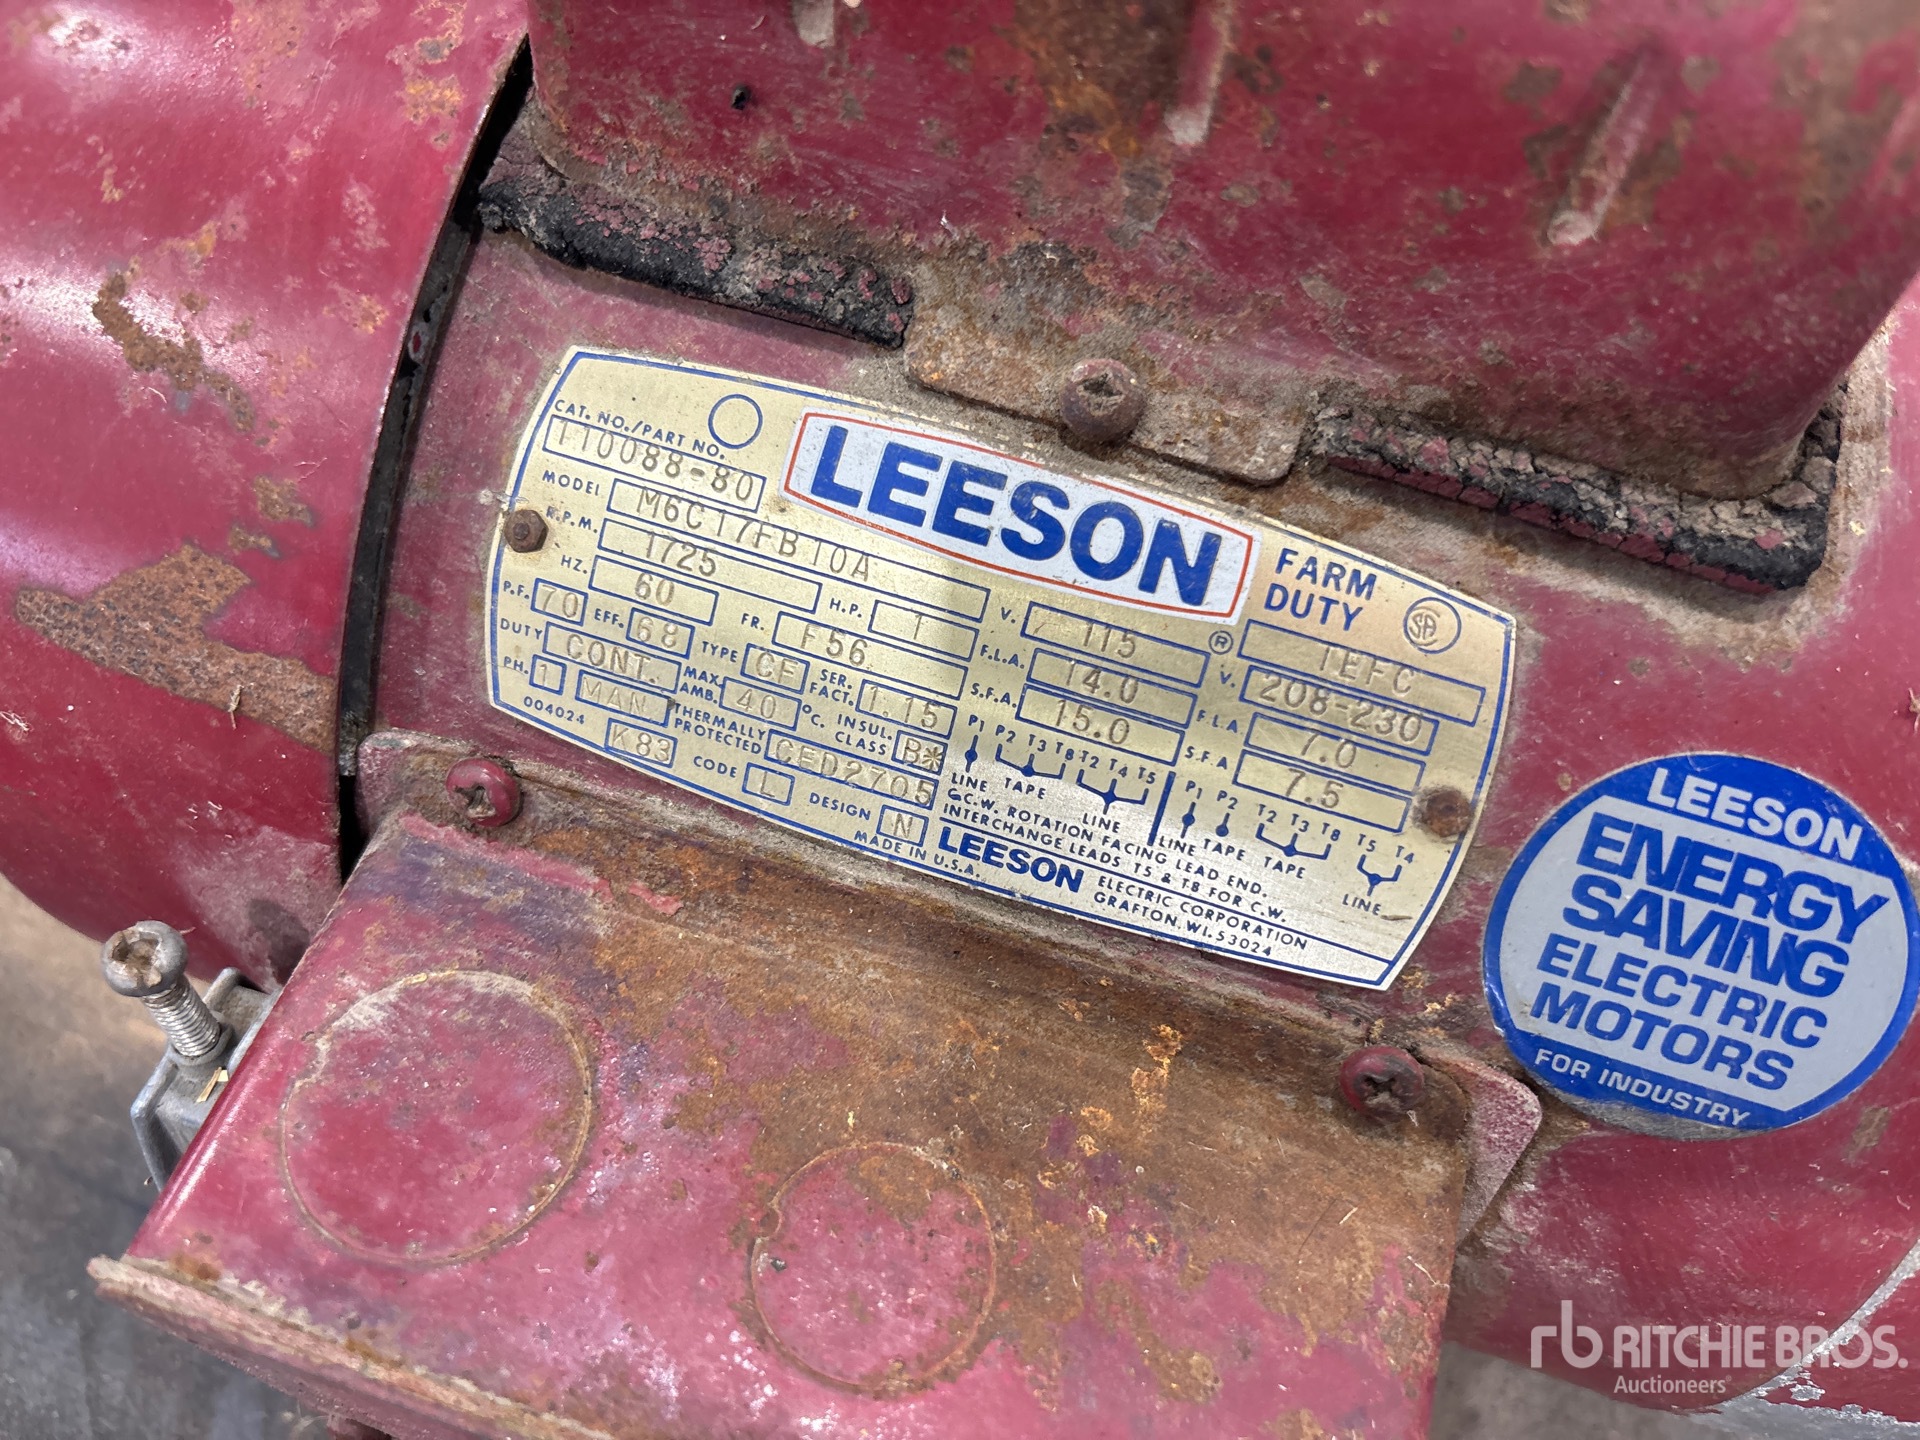 CAT. NO./PART NO.
110088-80
LEESON
®
FARM
DUTY
SA
MODEL M6C17FB10A
R.P.M. 1725 H.P. 1 V. 115 TEFC
HZ. 60 FR. F56 F.L.A. 14.0 V. 208-230
P.F. 70 EFF. 68 TYPE CF SER. FACT. 1.15 S.F.A. 15.0 F.L.A. 7.0
DUTY CONT. MAX. AMB. 40 °C. INSUL. CLASS B* S.F.A 7.5
PH. 1 MAN. THERMALLY PROTECTED CED2705
004024 K83 CODE L DESIGN N
P1 P2 T3 T8 T2 T4 T5
LINE TAPE LINE
P1 P2 T2 T3 T8 T5 T4
LINE TAPE TAPE LINE
C.C.W. ROTATION FACING LEAD END.
INTERCHANGE LEADS T5 & T8 FOR C.W.
MADE IN U.S.A.
LEESON ELECTRIC CORPORATION
GRAFTON, WI. 53024
LEESON
ENERGY
SAVING
ELECTRIC
MOTORS
FOR INDUSTRY
rb RITCHIE BROS.
Auctioneers